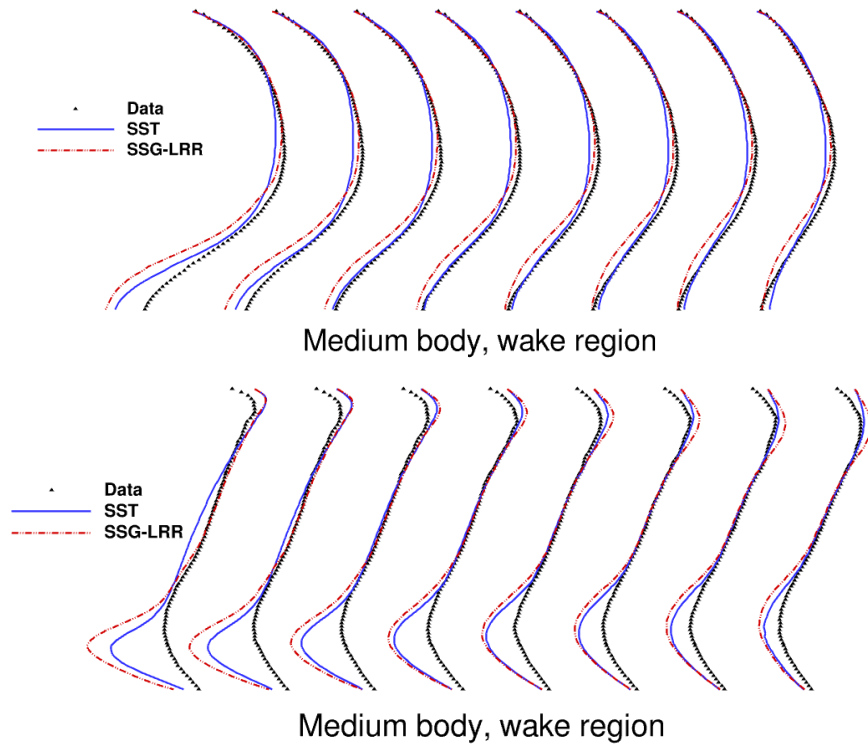 Data
SST
SSG-LRR
Medium body, wake region
Data
SST
SSG-LRR
Medium body, wake region